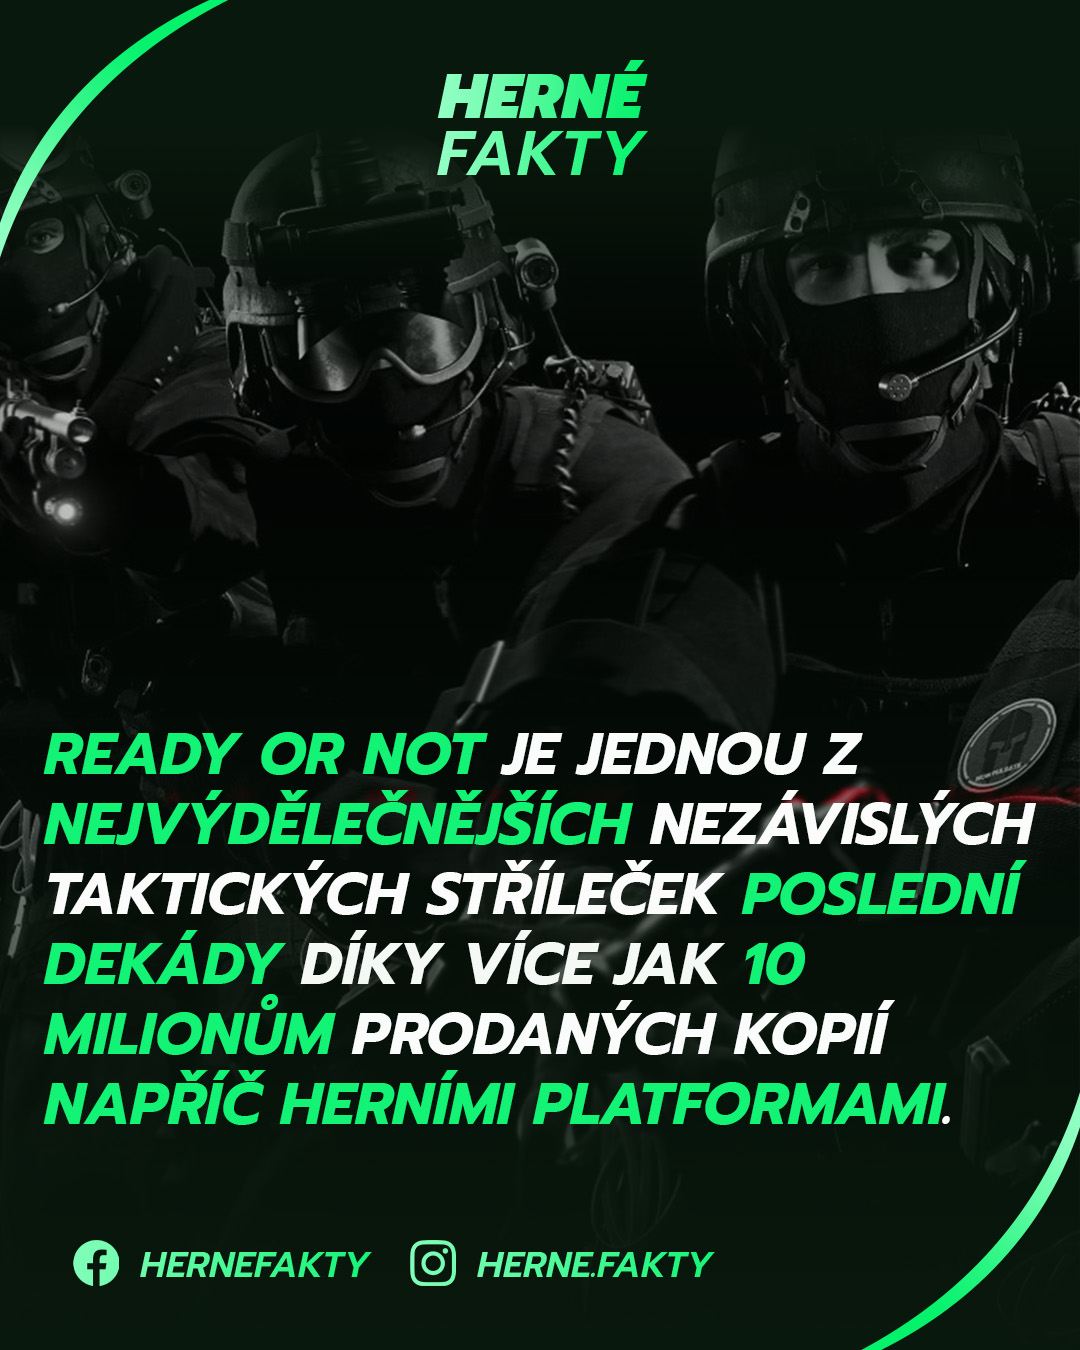 HERNÉ
FAKTY
READY OR NOT JE JEDNOU Z
NEJVÝDĚLEČNĚJŠÍCH NEZÁVISLÝCH
TAKTICKÝCH STŘÍLEČEK POSLEDNÍ
DEKÁDY DÍKY VÍCE JAK 10
MILIONŮM PRODANÝCH KOPIÍ
NAPŘÍČ HERNÍMI PLATFORMAMI.
HERNEFAKTY HERNE.FAKTY